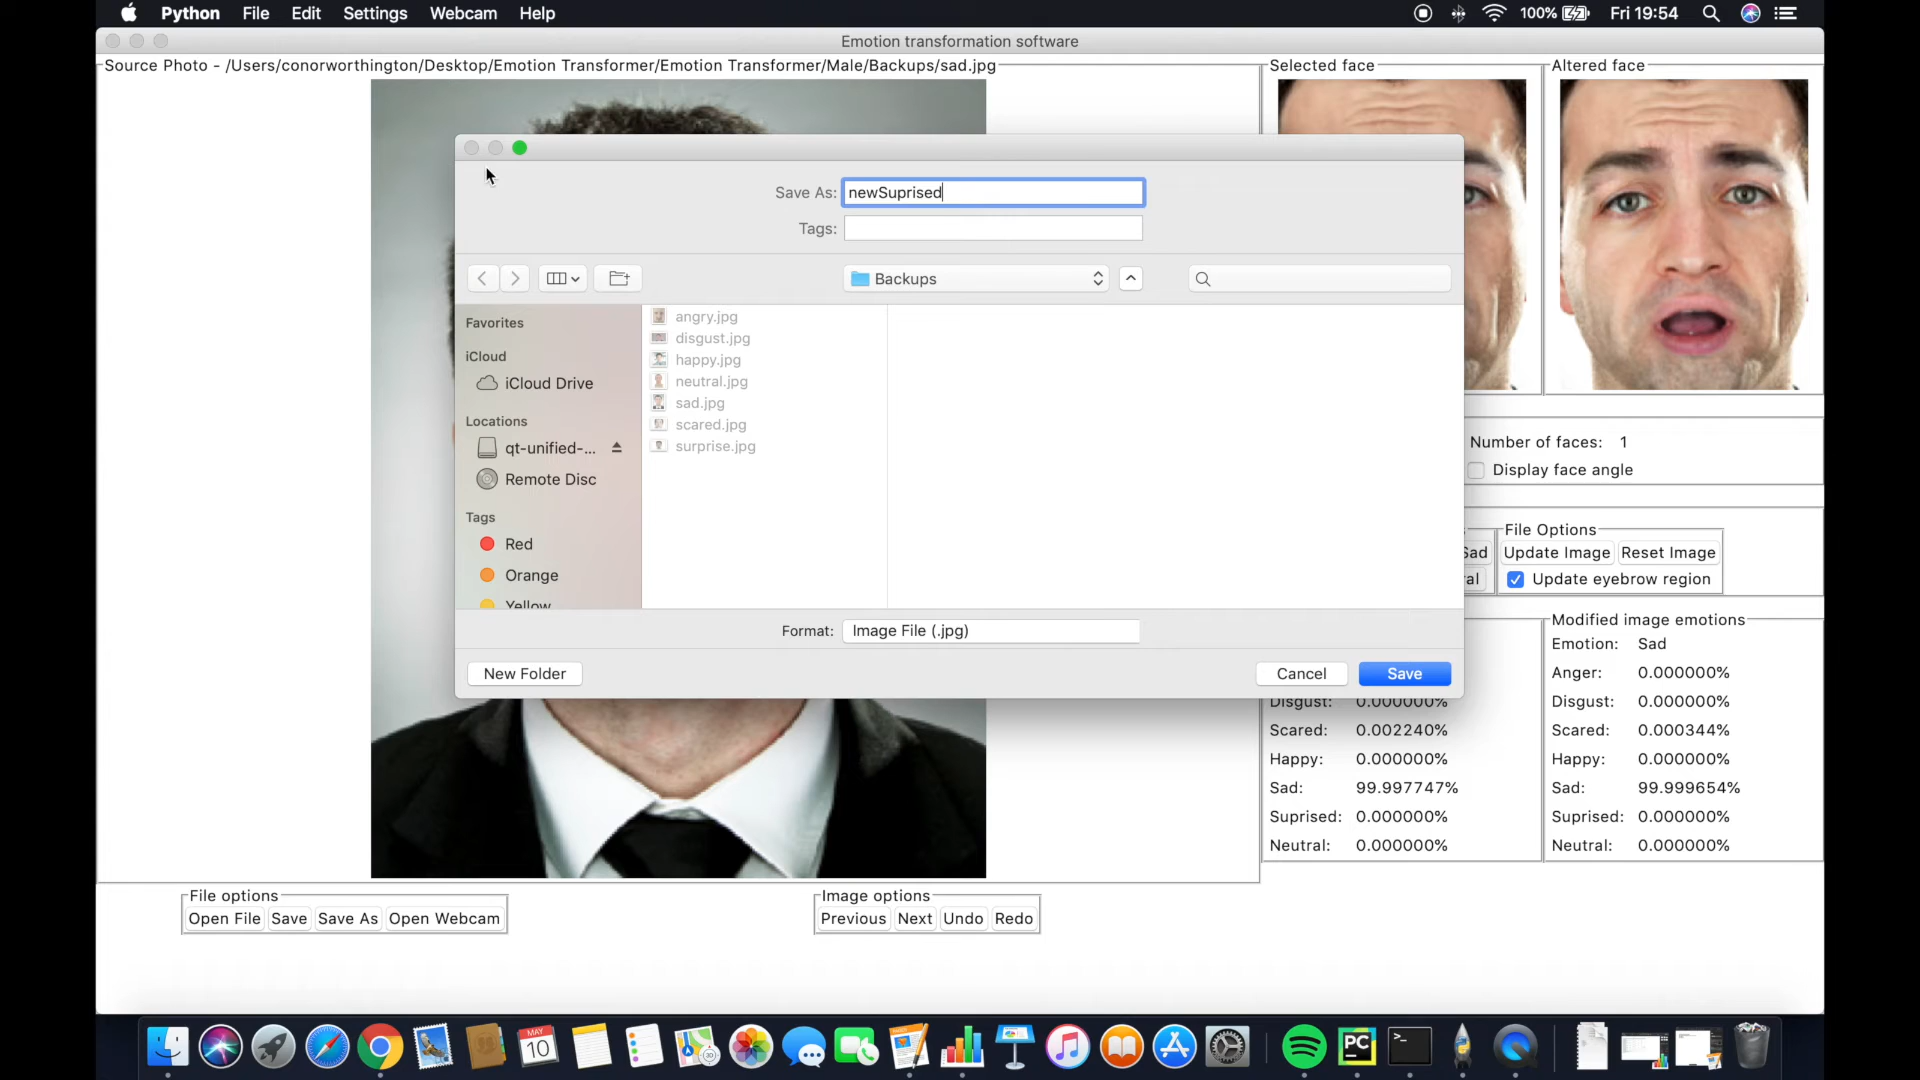 Python File Edit Settings Webcam Help 100% Fri 19:54
Emotion transformation software
Source Photo - /Users/conorworthington/Desktop/Emotion Transformer/Emotion Transformer/Male/Backups/sad.jpg
Selected face
Altered face
Save As: newSuprised
Tags:
Backups
Favorites
iCloud
iCloud Drive
Locations
qt-unified-...
Remote Disc
Tags
Red
Orange
Yellow
angry.jpg
disgust.jpg
happy.jpg
neutral.jpg
sad.jpg
scared.jpg
surprise.jpg
Format: Image File (.jpg)
New Folder Cancel Save
Number of faces: 1
Display face angle
Sad
al
File Options
Update Image Reset Image
Update eyebrow region
Disgust: 0.000000%
Scared: 0.002240%
Happy: 0.000000%
Sad: 99.997747%
Suprised: 0.000000%
Neutral: 0.000000%
Modified image emotions
Emotion: Sad
Anger: 0.000000%
Disgust: 0.000000%
Scared: 0.000344%
Happy: 0.000000%
Sad: 99.999654%
Suprised: 0.000000%
Neutral: 0.000000%
File options
Open File Save Save As Open Webcam
Image options
Previous Next Undo Redo
MAY
10
PC
>_